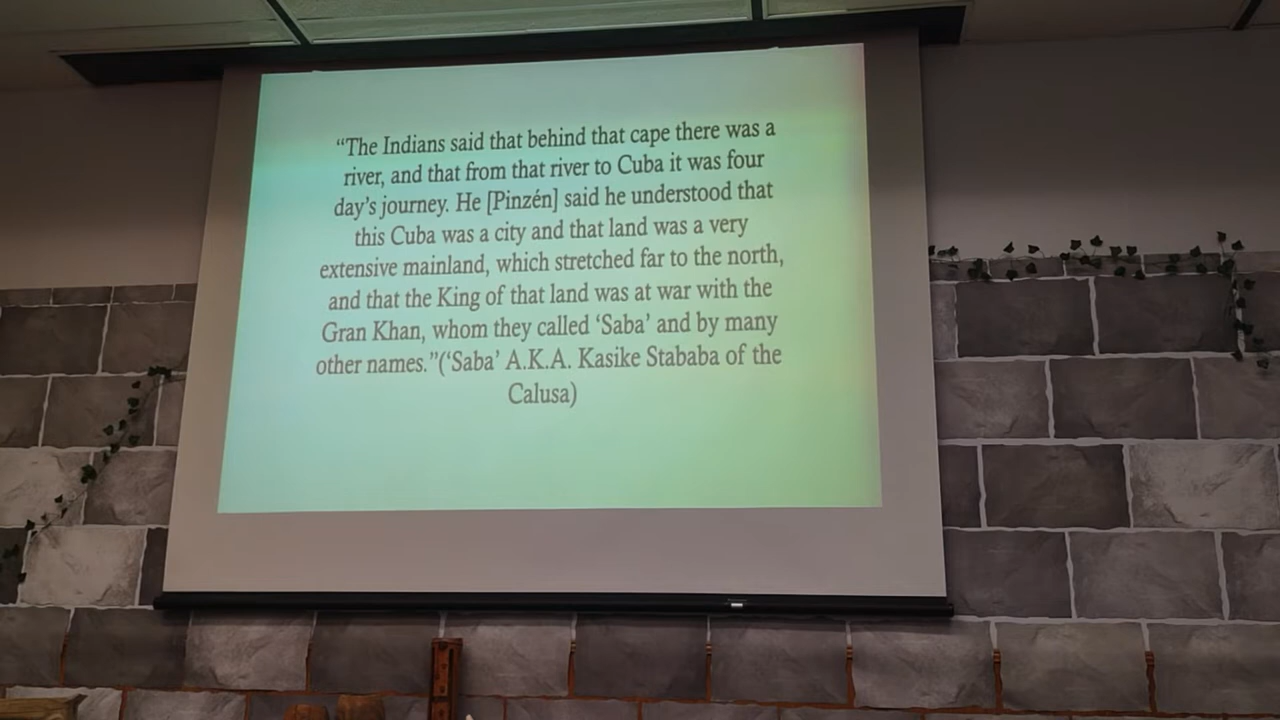 “The Indians said that behind that cape there was a
river, and that from that river to Cuba it was four
day’s journey. He [Pinzén] said he understood that
this Cuba was a city and that land was a very
extensive mainland, which stretched far to the north,
and that the King of that land was at war with the
Gran Khan, whom they called ‘Saba’ and by many
other names.”(‘Saba’ A.K.A. Kasike Stababa of the
Calusa)